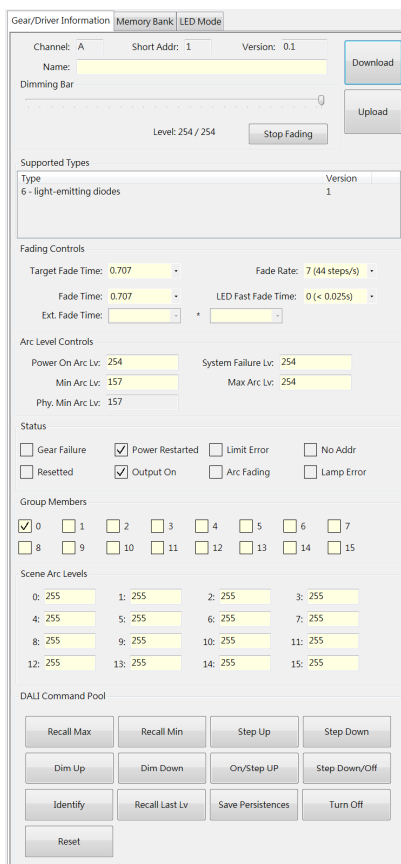 Gear/Driver Information Memory Bank LED Mode
Channel: A Short Addr: 1 Version: 0.1
Download
Name:
Dimming Bar
Upload
Level: 254 / 254 Stop Fading
Supported Types
Type Version
6 - light-emitting diodes 1
Fading Controls
Target Fade Time: 0.707 Fade Rate: 7 (44 steps/s)
Fade Time: 0.707 LED Fast Fade Time: 0 (< 0.025s)
Ext. Fade Time: *
Arc Level Controls
Power On Arc Lv: 254 System Failure Lv: 254
Min Arc Lv: 157 Max Arc Lv: 254
Phy. Min Arc Lv: 157
Status
Gear Failure Power Restarted Limit Error No Addr
Resetted Output On Arc Fading Lamp Error
Group Members
0 1 2 3 4 5 6 7
8 9 10 11 12 13 14 15
Scene Arc Levels
0: 255 1: 255 2: 255 3: 255
4: 255 5: 255 6: 255 7: 255
8: 255 9: 255 10: 255 11: 255
12: 255 13: 255 14: 255 15: 255
DALI Command Pool
Recall Max Recall Min Step Up Step Down
Dim Up Dim Down On/Step UP Step Down/Off
Identify Recall Last Lv Save Persistences Turn Off
Reset